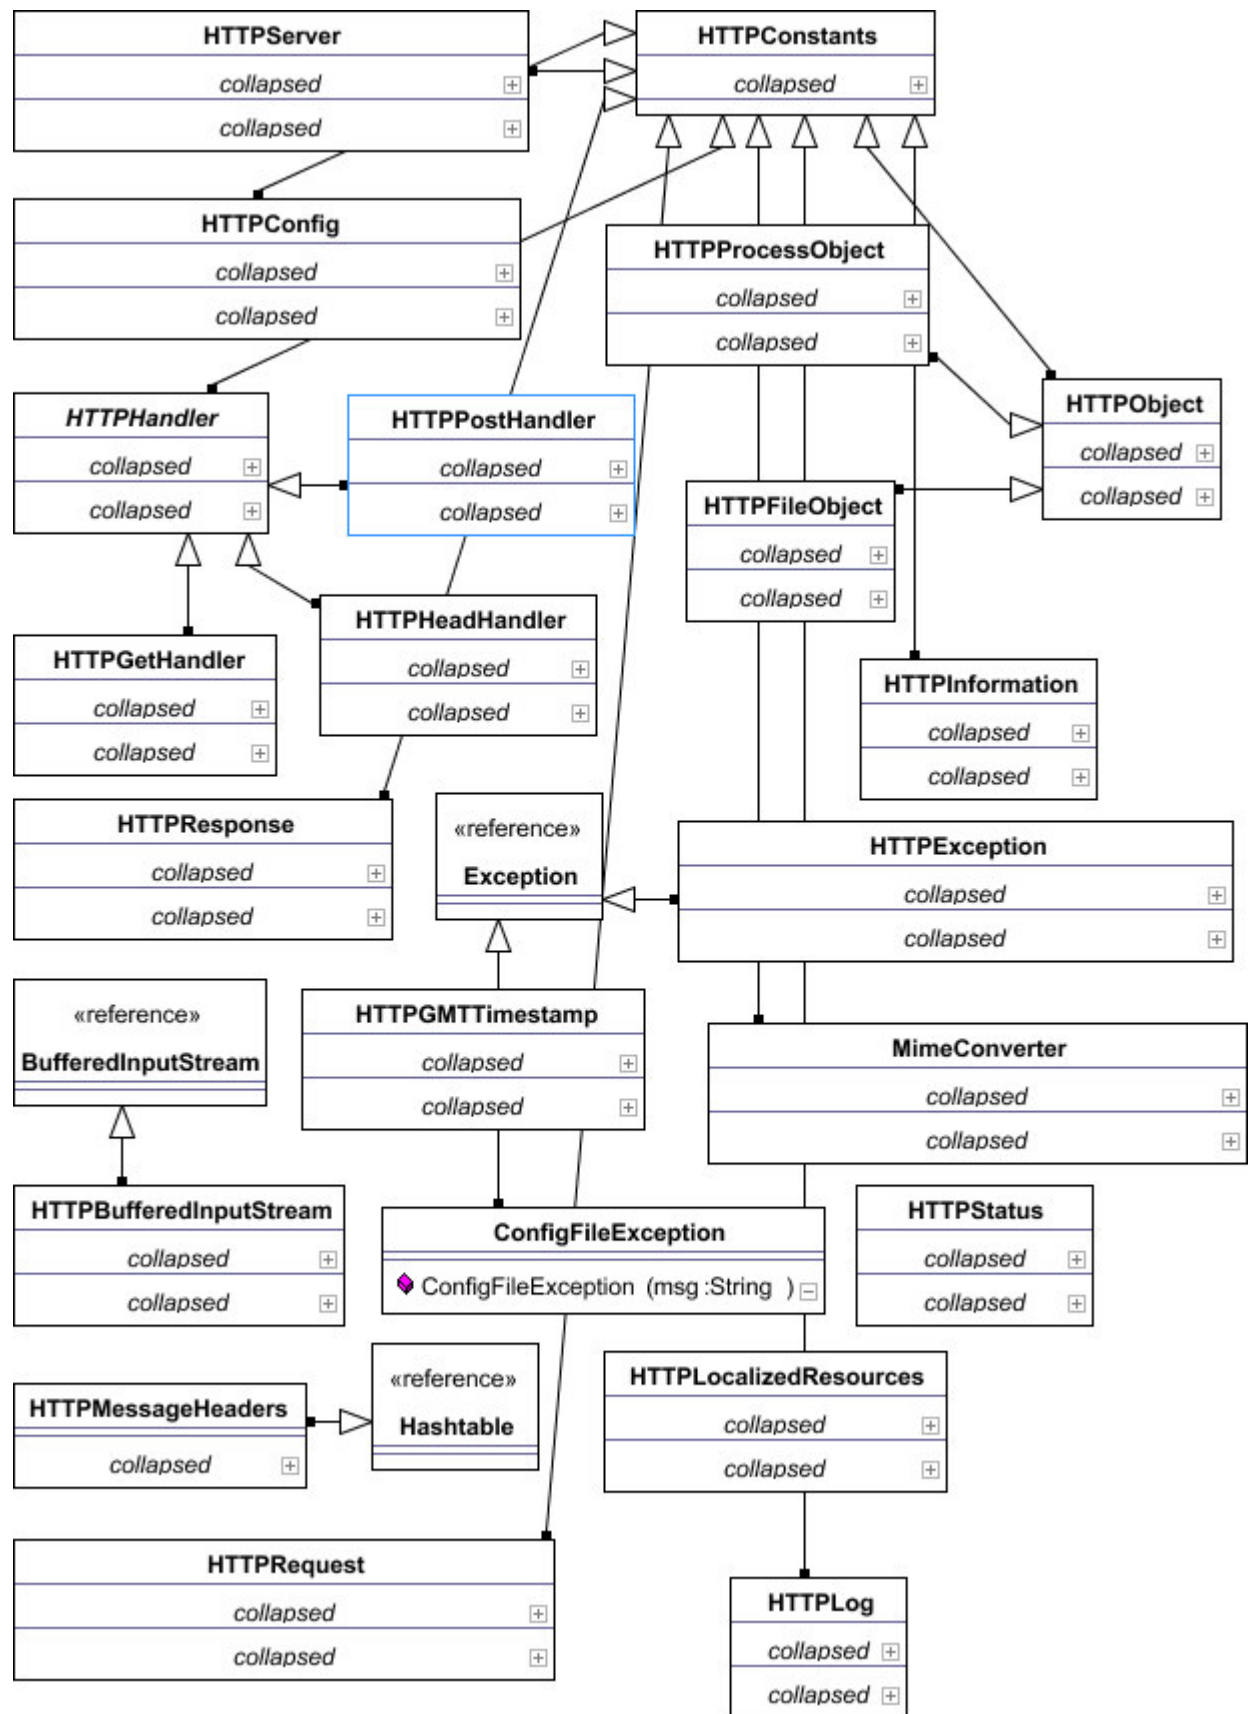 HTTPServer
collapsed
collapsed
HTTPConstants
collapsed
HTTPConfig
collapsed
collapsed
HTTPProcessObject
collapsed
collapsed
HTTPHandler
collapsed
collapsed
HTTPPostHandler
collapsed
collapsed
HTTPObject
collapsed
collapsed
HTTPFileObject
collapsed
collapsed
HTTPGetHandler
collapsed
collapsed
HTTPHeadHandler
collapsed
collapsed
HTTPInformation
collapsed
collapsed
HTTPResponse
collapsed
collapsed
«reference»
Exception
HTTPException
collapsed
collapsed
«reference»
BufferedInputStream
HTTPGMTTimestamp
collapsed
collapsed
MimeConverter
collapsed
collapsed
HTTPBufferedInputStream
collapsed
collapsed
ConfigFileException
ConfigFileException (msg :String )
HTTPStatus
collapsed
collapsed
HTTPMessageHeaders
collapsed
«reference»
Hashtable
HTTPLocalizedResources
collapsed
collapsed
HTTPRequest
collapsed
collapsed
HTTPLog
collapsed
collapsed